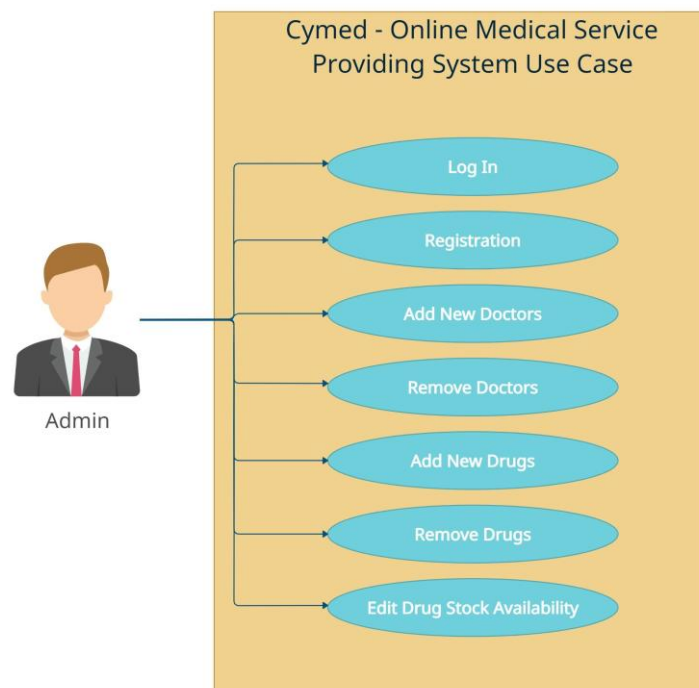 Cymed - Online Medical Service
Providing System Use Case
Log In
Registration
Add New Doctors
Remove Doctors
Admin
Add New Drugs
Remove Drugs
Edit Drug Stock Availability